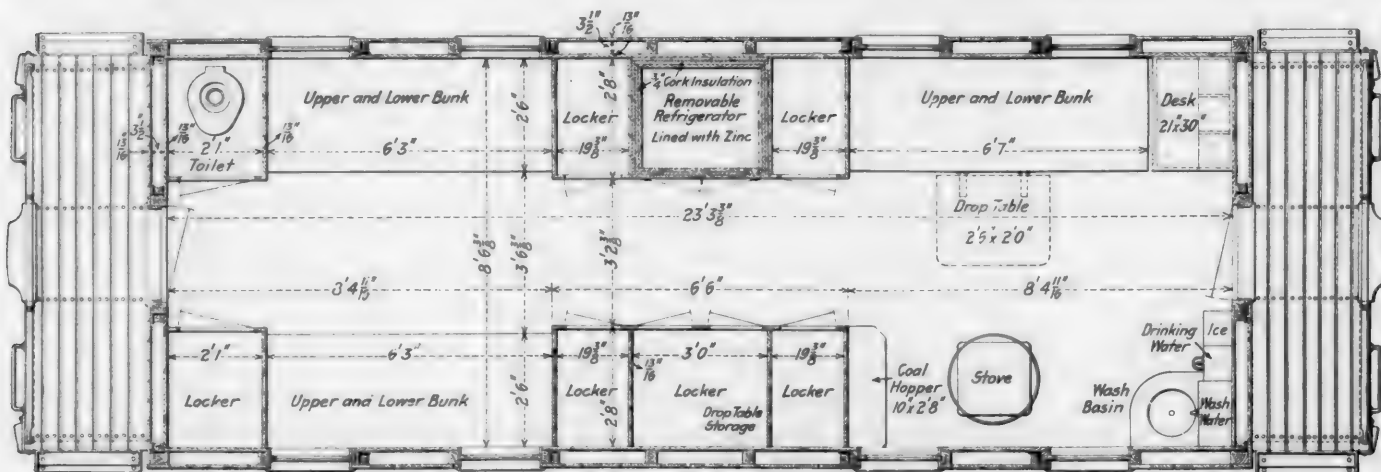 3 1/2"
13/16"
Upper and Lower Bunk
2'6"
2'8"
3/4" Cork Insulation
Removable
Refrigerator
Lined with Zinc
Locker
19 3/8"
Locker
19 3/8"
Upper and Lower Bunk
Desk
21"x30"
13/16"
3 1/2"
13/16"
2'1"
Toilet
13/16"
6'3"
6'7"
23'3 3/8"
Drop Table
2'5"x2'0"
8'6 3/8"
3'6 3/8"
3'2 3/8"
6'6"
8'4 11/16"
2'1"
6'3"
19 3/8"
13/16"
3'0"
19 3/8"
Locker
Upper and Lower Bunk
2'6"
Locker
2'8"
Locker
Drop Table
Storage
Locker
Coal
Hopper
10"x2'8"
Stove
Drinking
Water
Ice
Wash
Basin
Wash
Water